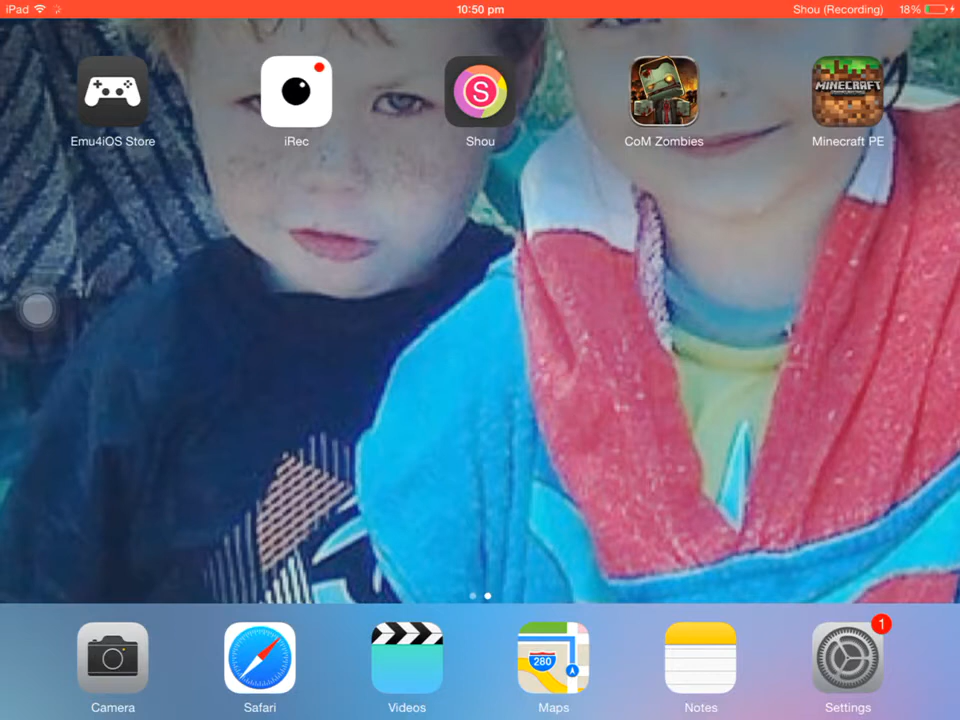 iPad 10:50 pm Shou (Recording) 18%
S
MINECRAFT
Emu4iOS Store iRec Shou CoM Zombies Minecraft PE
280
1
Camera Safari Videos Maps Notes Settings